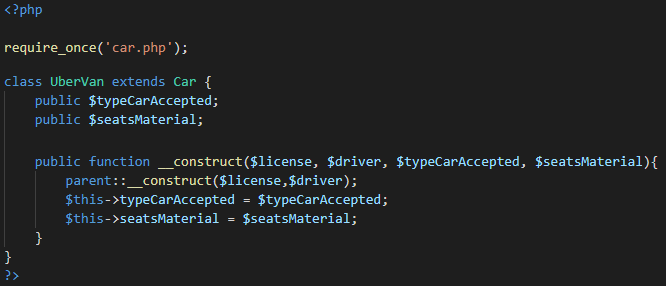 <?php
require_once('car.php');
class UberVan extends Car {
    public $typeCarAccepted;
    public $seatsMaterial;
    public function __construct($license, $driver, $typeCarAccepted, $seatsMaterial){
        parent::__construct($license,$driver);
        $this->typeCarAccepted = $typeCarAccepted;
        $this->seatsMaterial = $seatsMaterial;
    }
}
?>